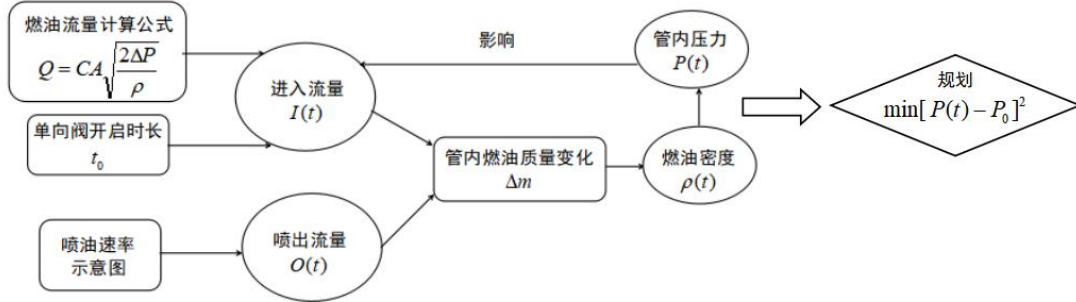 燃油流量计算公式
Q = CA√(2ΔP/ρ)
单向阀开启时长
t₀
喷油速率
示意图
进入流量
I(t)
喷出流量
O(t)
影响
管内燃油质量变化
Δm
管内压力
P(t)
燃油密度
ρ(t)
规划
min[P(t) − P₀]²